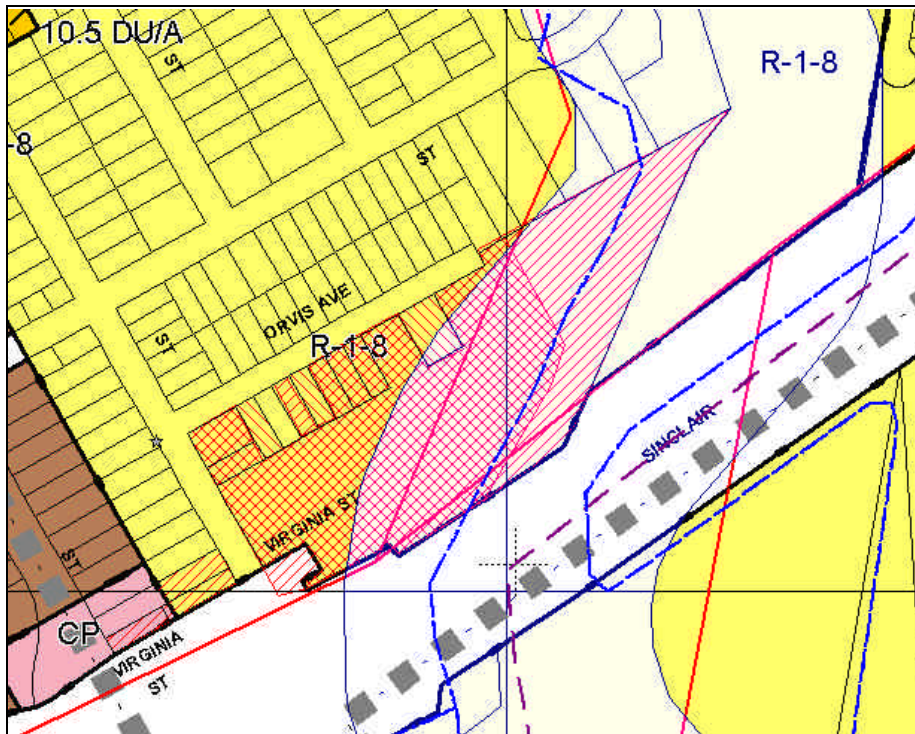 10.5 DU/A
ST
R-1-8
-8
ST
ORVIS AVE
ST
R-1-8
SINCLAIR
VIRGINIA ST
ST
CP
VIRGINIA
ST